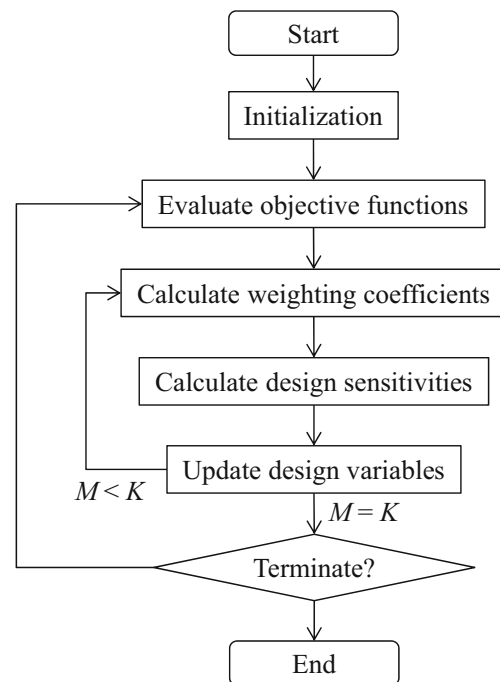 Start
Initialization
Evaluate objective functions
Calculate weighting coefficients
Calculate design sensitivities
Update design variables
M < K
M = K
Terminate?
End